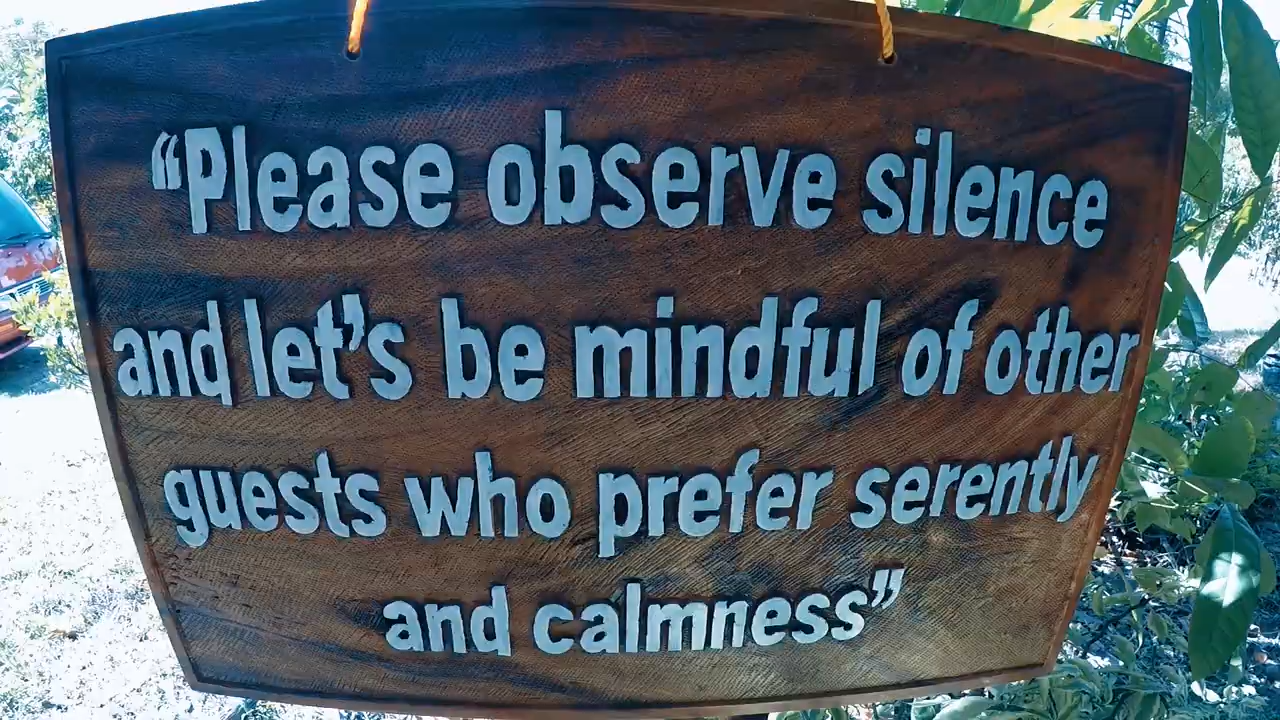 “Please observe silence
and let’s be mindful of other
guests who prefer serently
and calmness”